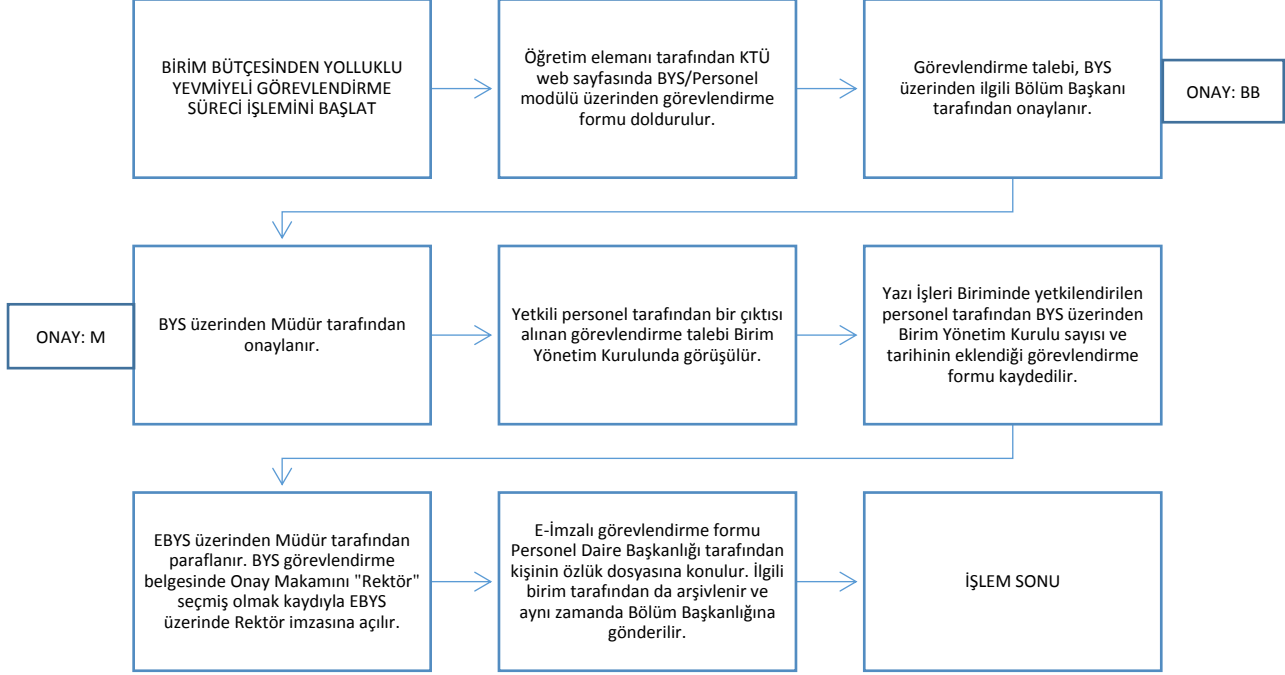 BİRİM BÜTÇESİNDEN YOLLUKLU
YEVMİYELİ GÖREVLENDİRME
SÜRECİ İŞLEMİNİ BAŞLAT
Öğretim elemanı tarafından KTÜ
web sayfasında BYS/Personel
modülü üzerinden görevlendirme
formu doldurulur.
Görevlendirme talebi, BYS
üzerinden ilgili Bölüm Başkanı
tarafından onaylanır.
ONAY: BB
ONAY: M
BYS üzerinden Müdür tarafından
onaylanır.
Yetkili personel tarafından bir çıktısı
alınan görevlendirme talebi Birim
Yönetim Kurulunda görüşülür.
Yazı İşleri Biriminde yetkilendirilen
personel tarafından BYS üzerinden
Birim Yönetim Kurulu sayısı ve
tarihinin eklendiği görevlendirme
formu kaydedilir.
EBYS üzerinden Müdür tarafından
paraflanır. BYS görevlendirme
belgesinde Onay Makamını "Rektör"
seçmiş olmak kaydıyla EBYS
üzerinde Rektör imzasına açılır.
E-İmzalı görevlendirme formu
Personel Daire Başkanlığı tarafından
kişinin özlük dosyasına konulur. İlgili
birim tarafından da arşivlenir ve
aynı zamanda Bölüm Başkanlığına
gönderilir.
İŞLEM SONU